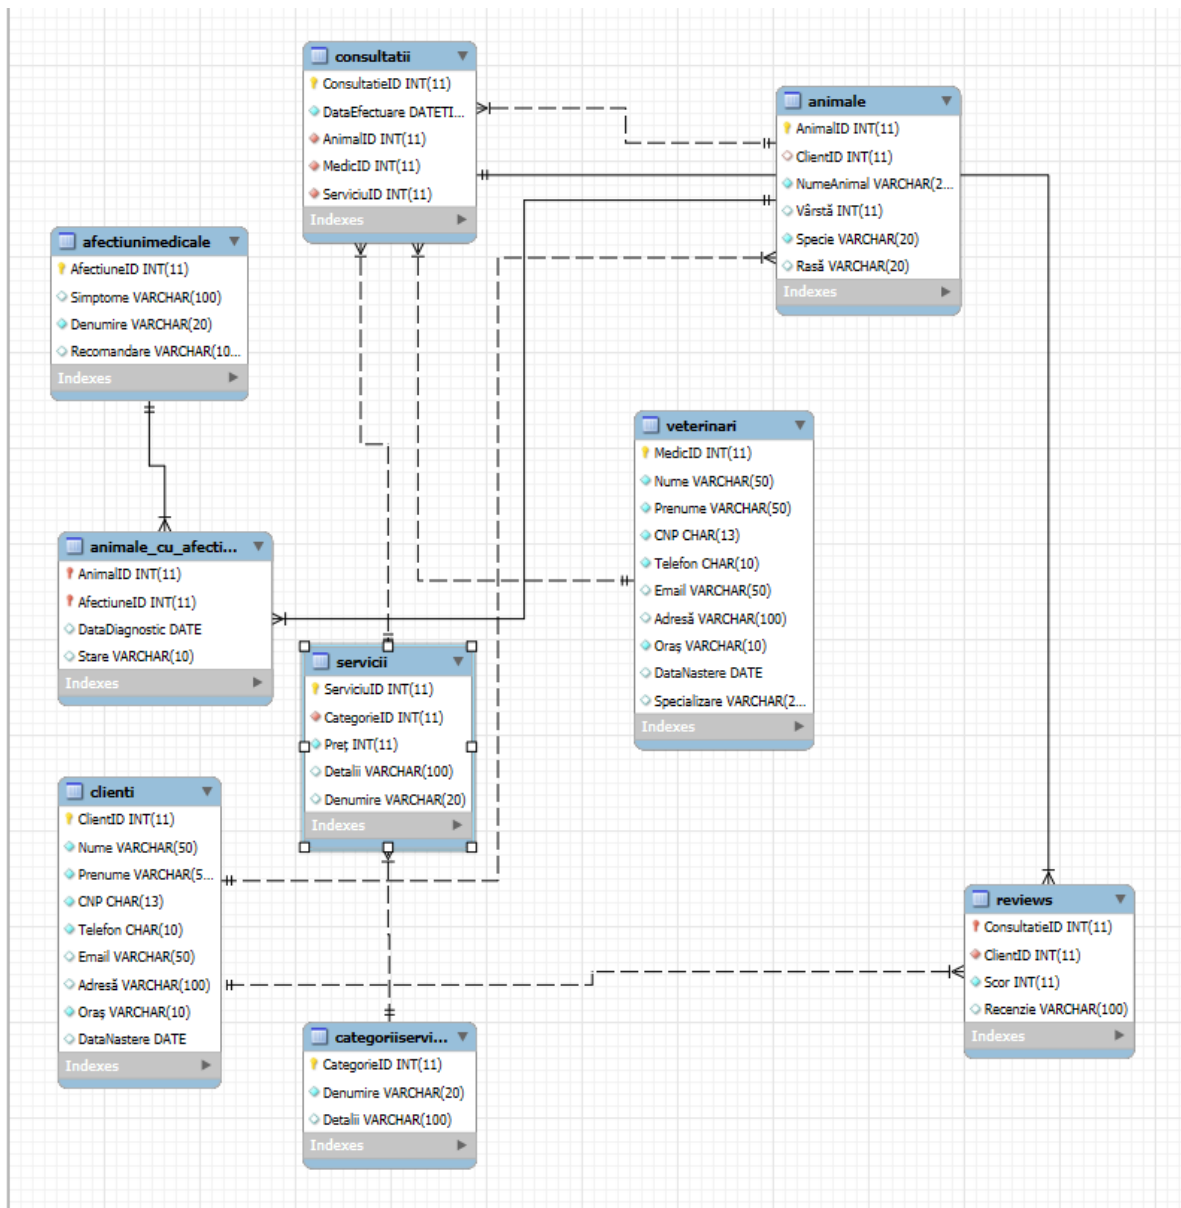 consultatii
ConsultatieID INT(11)
DataEfectuare DATETI...
AnimalID INT(11)
MedicID INT(11)
ServiciuID INT(11)
Indexes
animale
AnimalID INT(11)
ClientID INT(11)
NumeAnimal VARCHAR(2...
Vârstă INT(11)
Specie VARCHAR(20)
Rasă VARCHAR(20)
Indexes
afectiunimedicale
AfectiuneID INT(11)
Simptome VARCHAR(100)
Denumire VARCHAR(20)
Recomandare VARCHAR(10...
Indexes
veterinari
MedicID INT(11)
Nume VARCHAR(50)
Prenume VARCHAR(50)
CNP CHAR(13)
Telefon CHAR(10)
Email VARCHAR(50)
Adresă VARCHAR(100)
Oraș VARCHAR(10)
DataNastere DATE
Specializare VARCHAR(2...
Indexes
animale_cu_afecti...
AnimalID INT(11)
AfectiuneID INT(11)
DataDiagnostic DATE
Stare VARCHAR(10)
Indexes
servicii
ServiciuID INT(11)
CategorieID INT(11)
Preț INT(11)
Detalii VARCHAR(100)
Denumire VARCHAR(20)
Indexes
clienti
ClientID INT(11)
Nume VARCHAR(50)
Prenume VARCHAR(5...
CNP CHAR(13)
Telefon CHAR(10)
Email VARCHAR(50)
Adresă VARCHAR(100)
Oraș VARCHAR(10)
DataNastere DATE
Indexes
reviews
ConsultatieID INT(11)
ClientID INT(11)
Scor INT(11)
Recenzie VARCHAR(100)
Indexes
categoriiservi...
CategorieID INT(11)
Denumire VARCHAR(20)
Detalii VARCHAR(100)
Indexes